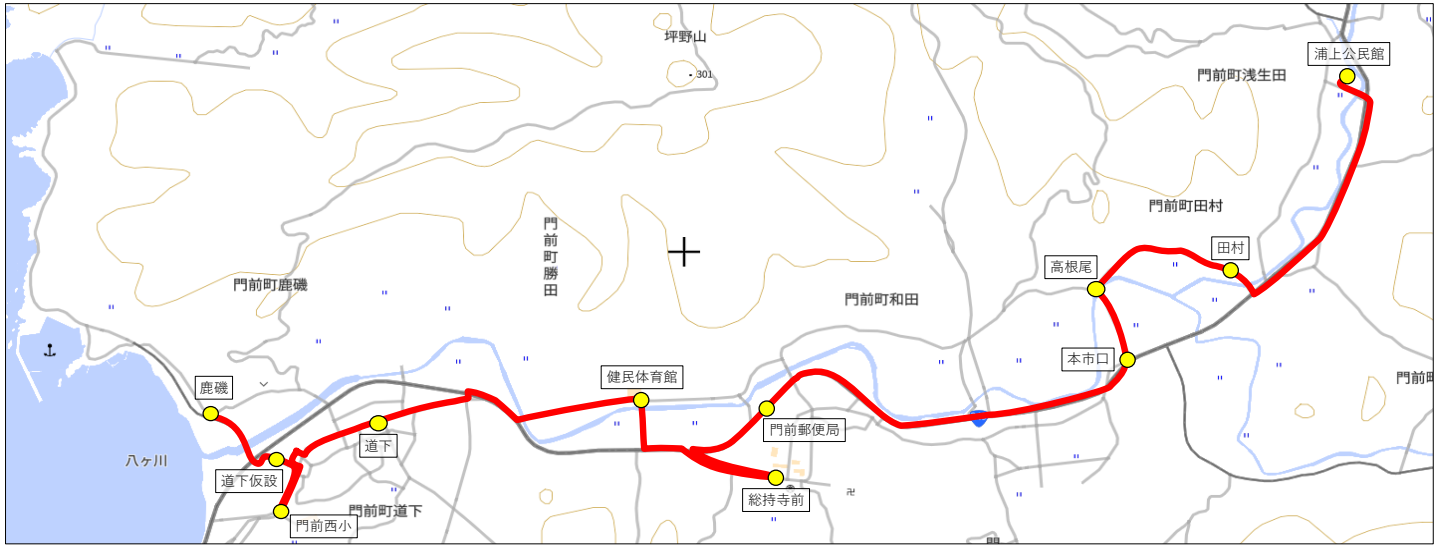 坪野山
301
浦上公民館
門前町浅生田
門前町田村
門前町勝田
田村
高根尾
門前町鹿磯
門前町和田
本市口
健民体育館
門前町
鹿磯
門前郵便局
道下
八ヶ川
道下仮設
総持寺前
卍
門前町道下
門前西小